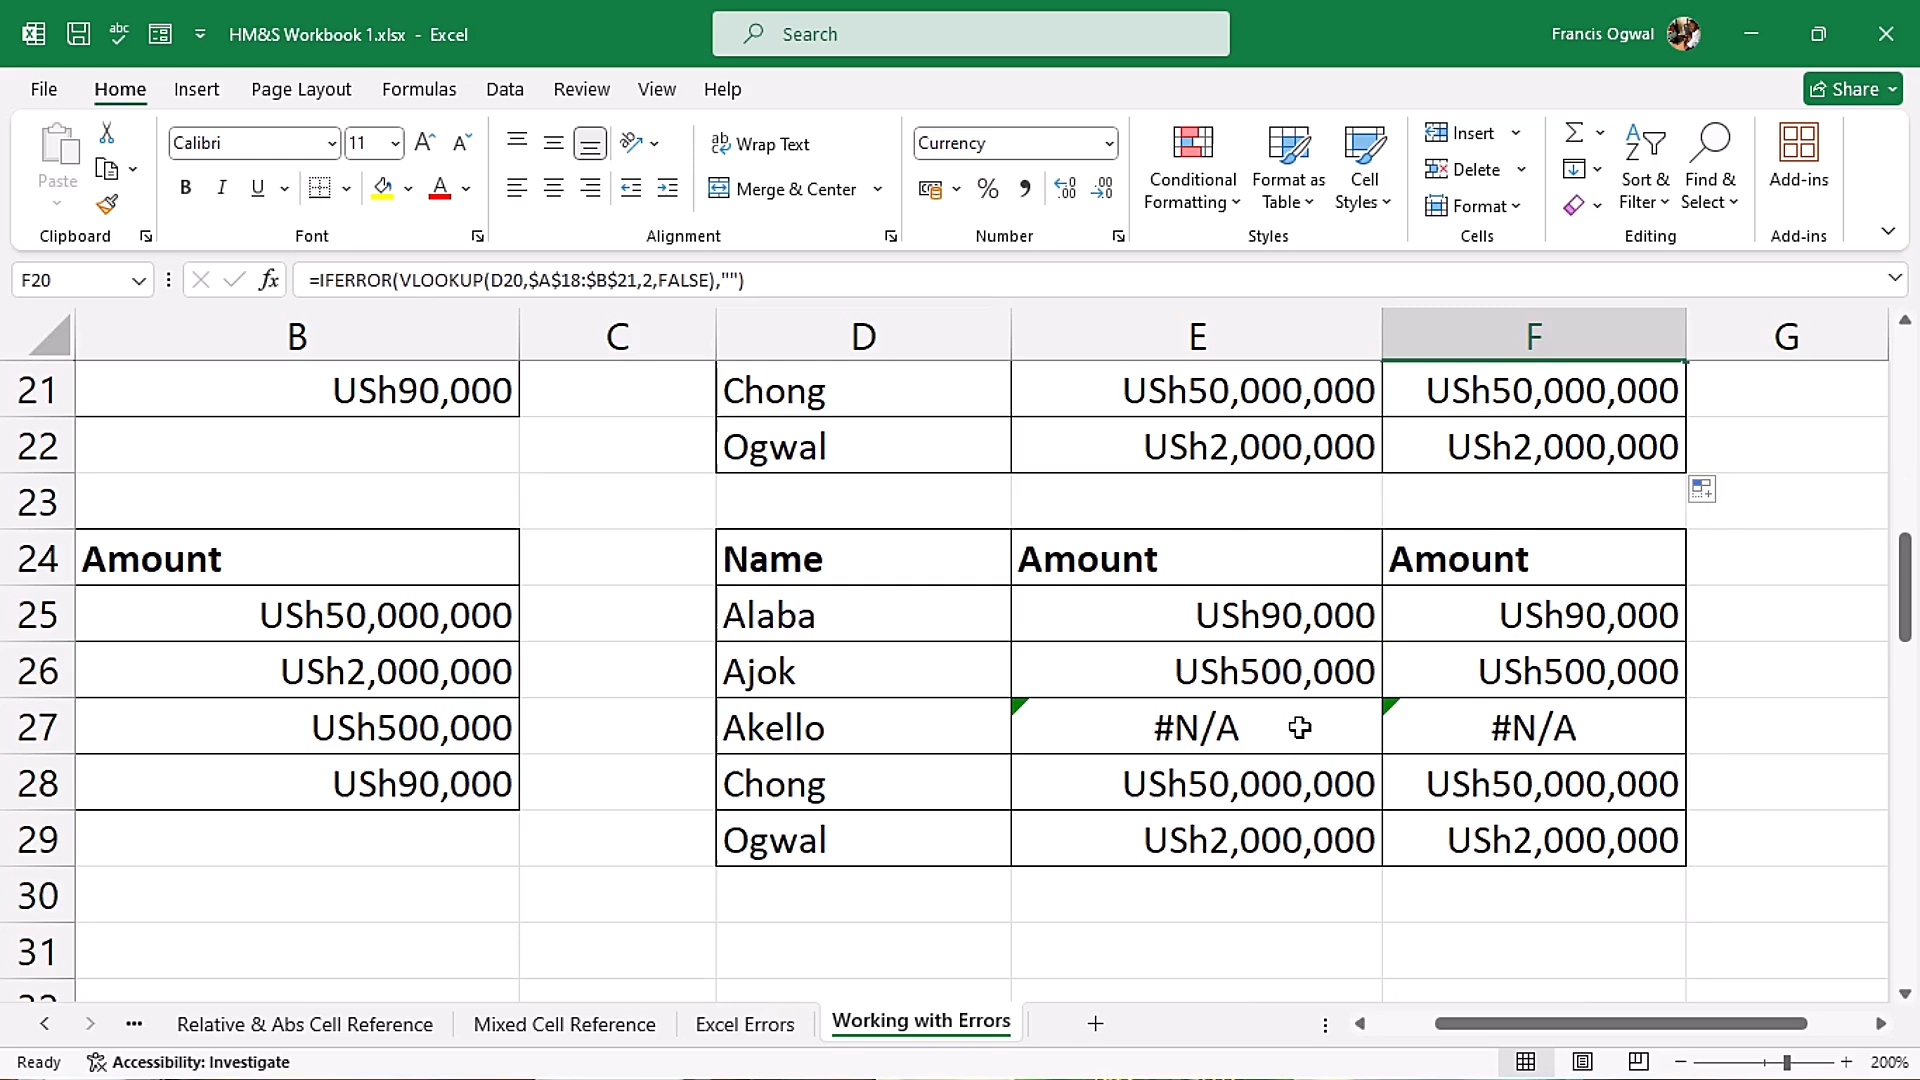 abc
HM&S Workbook 1.xlsx - Excel
Search
Francis Ogwal
File
Home
Insert
Page Layout
Formulas
Data
Review
View
Help
Share
Paste
Clipboard
Calibri
11
B I U
Font
Wrap Text
Merge & Center
Alignment
Currency
Number
Conditional
Formatting
Format as
Table
Cell
Styles
Styles
Insert
Delete
Format
Cells
Sort &
Filter
Find &
Select
Editing
Add-ins
Add-ins
F20
fx
=IFERROR(VLOOKUP(D20,$A$18:$B$21,2,FALSE),"")
B C D E F G
21 USh90,000 Chong USh50,000,000 USh50,000,000
22 Ogwal USh2,000,000 USh2,000,000
23
24 Amount Name Amount Amount
25 USh50,000,000 Alaba USh90,000 USh90,000
26 USh2,000,000 Ajok USh500,000 USh500,000
27 USh500,000 Akello #N/A #N/A
28 USh90,000 Chong USh50,000,000 USh50,000,000
29 Ogwal USh2,000,000 USh2,000,000
30
31
Relative & Abs Cell Reference
Mixed Cell Reference
Excel Errors
Working with Errors
Ready
Accessibility: Investigate
200%